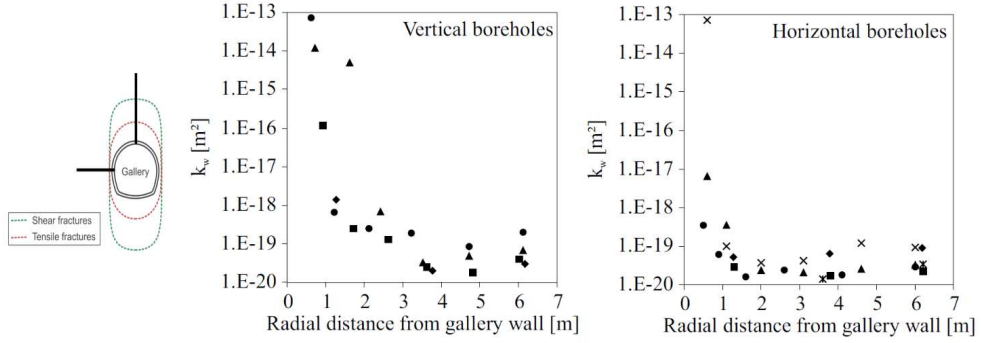 Gallery
Shear fractures
Tensile fractures
Vertical boreholes
k_w [m²]
1.E-13
1.E-14
1.E-15
1.E-16
1.E-17
1.E-18
1.E-19
1.E-20
0 1 2 3 4 5 6 7
Radial distance from gallery wall [m]
Horizontal boreholes
k_w [m²]
1.E-13
1.E-14
1.E-15
1.E-16
1.E-17
1.E-18
1.E-19
1.E-20
0 1 2 3 4 5 6 7
Radial distance from gallery wall [m]